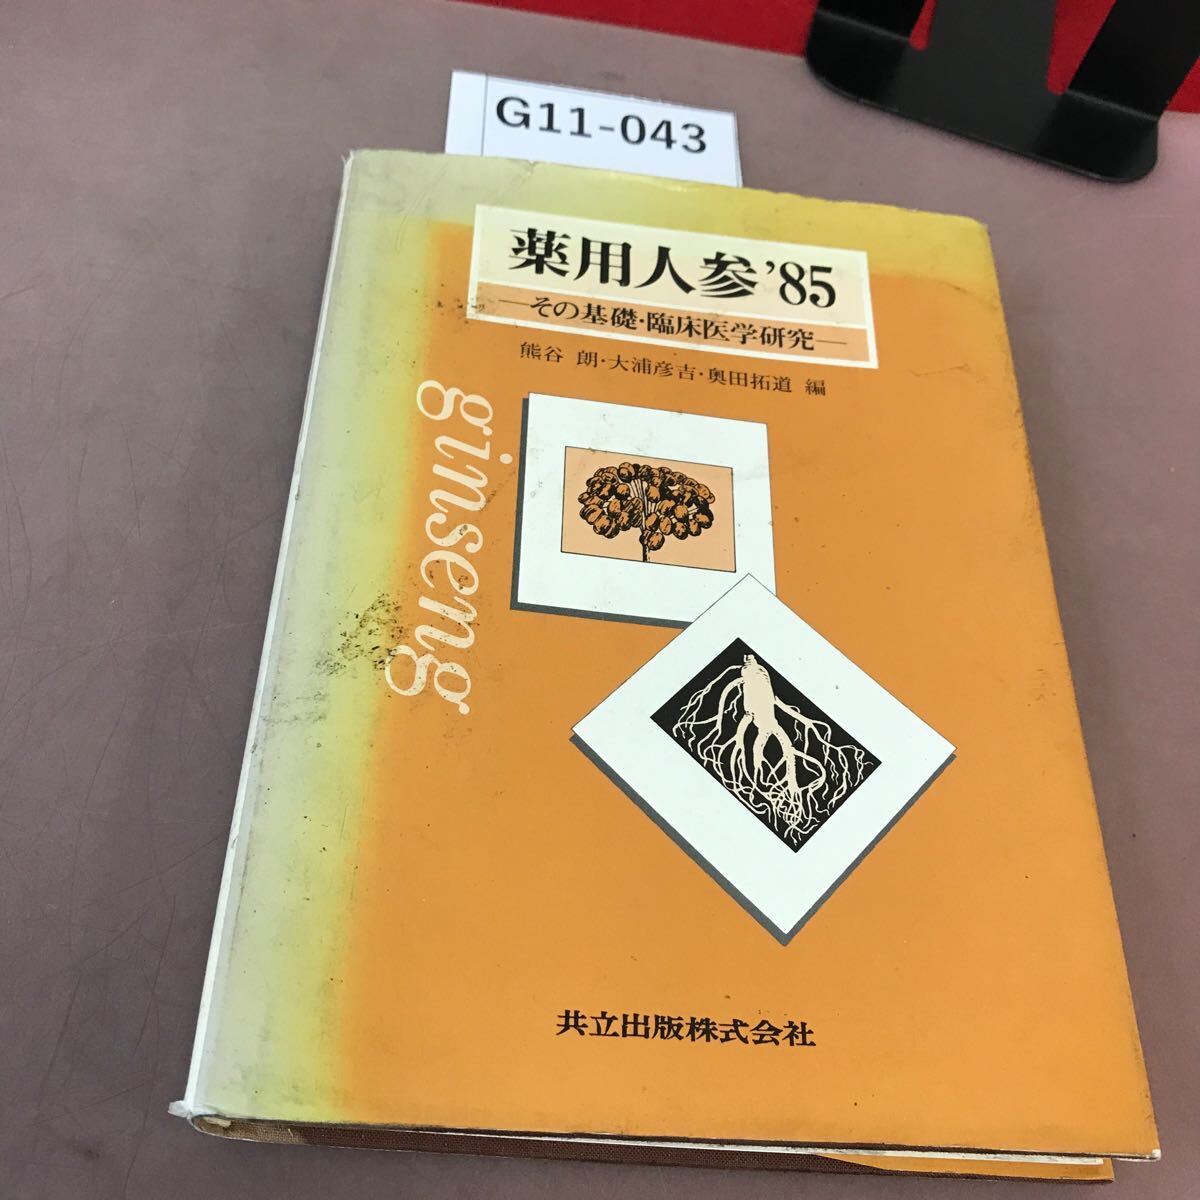 G11-043
薬用人参'85
―その基礎・臨床医学研究―
熊谷 朗・大浦彦吉・奥田拓道 編
ginseng
共立出版株式会社